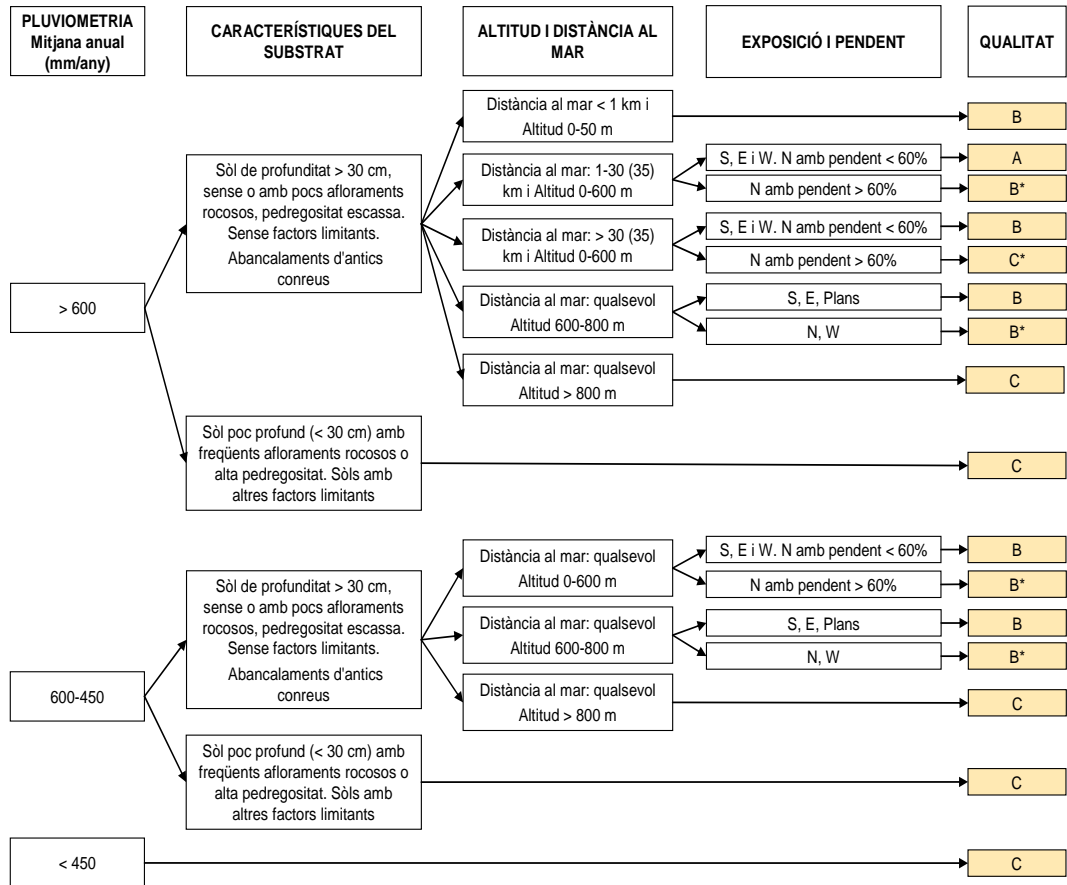 PLUVIOMETRIA
Mitjana anual
(mm/any)
CARACTERÍSTIQUES DEL
SUBSTRAT
ALTITUD I DISTÀNCIA AL
MAR
EXPOSICIÓ I PENDENT
QUALITAT
> 600
Sòl de profunditat > 30 cm,
sense o amb pocs afloraments
rocosos, pedregositat escassa.
Sense factors limitants.
Abancalaments d'antics
conreus
Distància al mar < 1 km i
Altitud 0-50 m
B
Distància al mar: 1-30 (35)
km i Altitud 0-600 m
S, E i W. N amb pendent < 60%
A
N amb pendent > 60%
B*
Distància al mar: > 30 (35)
km i Altitud 0-600 m
S, E i W. N amb pendent < 60%
B
N amb pendent > 60%
C*
Distància al mar: qualsevol
Altitud 600-800 m
S, E, Plans
B
N, W
B*
Distància al mar: qualsevol
Altitud > 800 m
C
Sòl poc profund (< 30 cm) amb
freqüents afloraments rocosos o
alta pedregositat. Sòls amb
altres factors limitants
C
600-450
Sòl de profunditat > 30 cm,
sense o amb pocs afloraments
rocosos, pedregositat escassa.
Sense factors limitants.
Abancalaments d'antics
conreus
Distància al mar: qualsevol
Altitud 0-600 m
S, E i W. N amb pendent < 60%
B
N amb pendent > 60%
B*
Distància al mar: qualsevol
Altitud 600-800 m
S, E, Plans
B
N, W
B*
Distància al mar: qualsevol
Altitud > 800 m
C
Sòl poc profund (< 30 cm) amb
freqüents afloraments rocosos o
alta pedregositat. Sòls amb
altres factors limitants
C
< 450
C